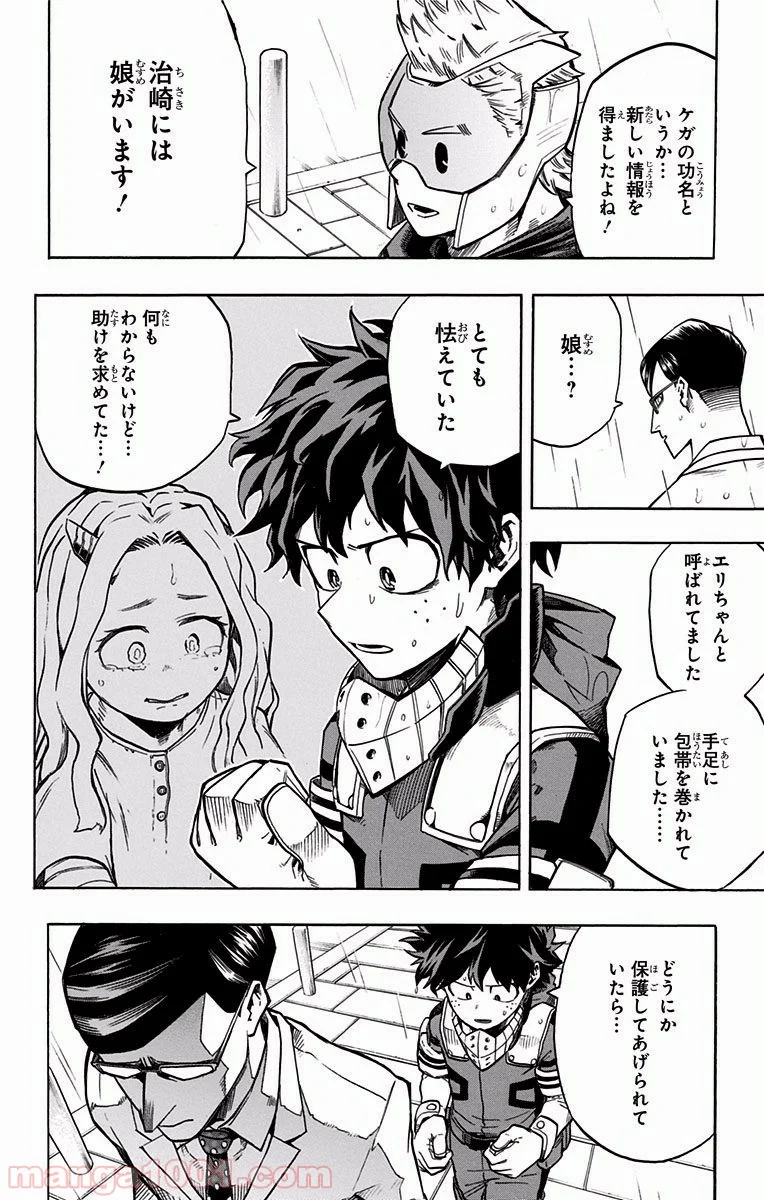 ケガの功名と
いうか…
新しい情報を
得ましたよね!
治崎には
娘がいます!
娘…?
とても
怯えていた
何も
わからないけど…
助けを求めてた…!
エリちゃんと
呼ばれてました
手足に
包帯を巻かれて
いました……
どうにか
保護してあげられて
いたら…
manga1001.com